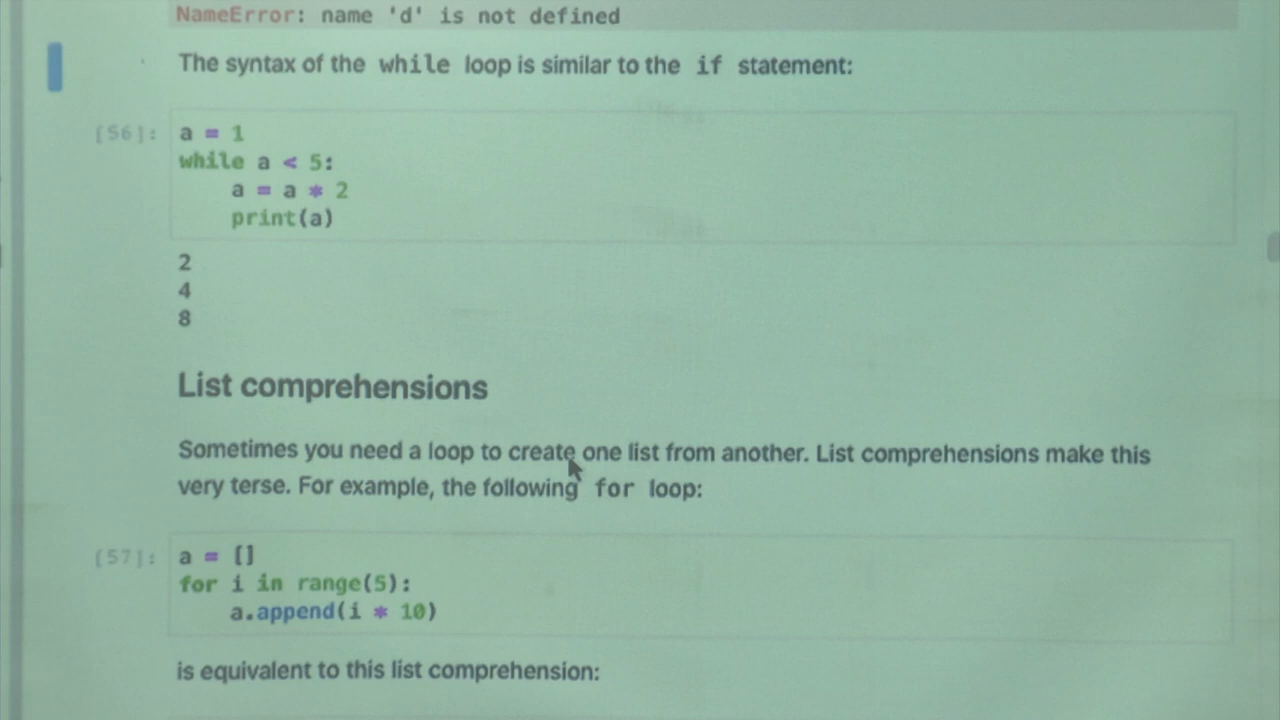 NameError: name 'd' is not defined
The syntax of the while loop is similar to the if statement:
[56]:
a = 1
while a < 5:
    a = a * 2
    print(a)
2
4
8
List comprehensions
Sometimes you need a loop to create one list from another. List comprehensions make this
very terse. For example, the following for loop:
[57]:
a = []
for i in range(5):
    a.append(i * 10)
is equivalent to this list comprehension: